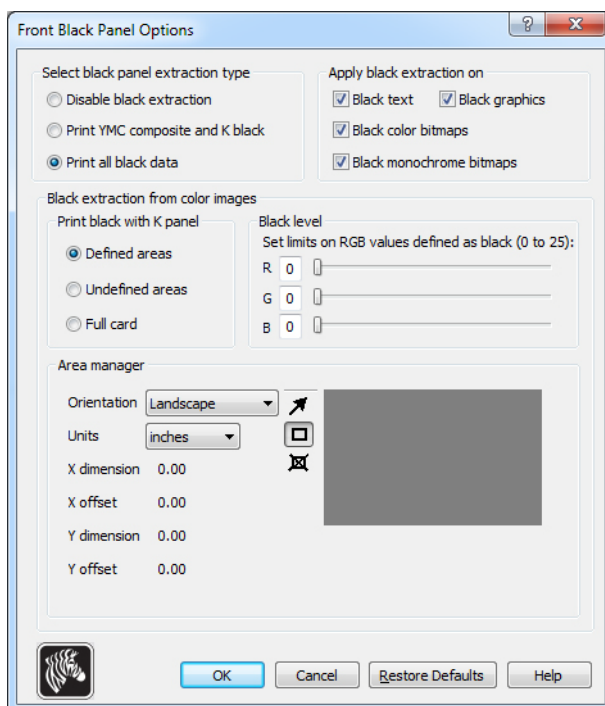 Front Black Panel Options
Select black panel extraction type
Disable black extraction
Print YMC composite and K black
Print all black data
Apply black extraction on
Black text
Black graphics
Black color bitmaps
Black monochrome bitmaps
Black extraction from color images
Print black with K panel
Defined areas
Undefined areas
Full card
Black level
Set limits on RGB values defined as black (0 to 25):
R 0
G 0
B 0
Area manager
Orientation Landscape
Units inches
X dimension 0.00
X offset 0.00
Y dimension 0.00
Y offset 0.00
OK Cancel Restore Defaults Help